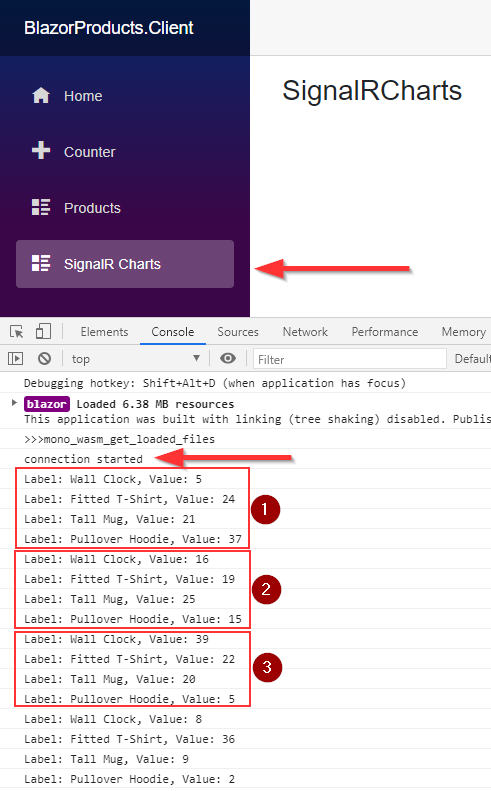 BlazorProducts.Client
Home
Counter
Products
SignalR Charts
SignalRCharts
Elements Console Sources Network Performance Memory
top Filter Default
Debugging hotkey: Shift+Alt+D (when application has focus)
blazor Loaded 6.38 MB resources
This application was built with linking (tree shaking) disabled. Publis
>>>mono_wasm_get_loaded_files
connection started
Label: Wall Clock, Value: 5
Label: Fitted T-Shirt, Value: 24
Label: Tall Mug, Value: 21
Label: Pullover Hoodie, Value: 37
1
Label: Wall Clock, Value: 16
Label: Fitted T-Shirt, Value: 19
Label: Tall Mug, Value: 25
Label: Pullover Hoodie, Value: 15
2
Label: Wall Clock, Value: 39
Label: Fitted T-Shirt, Value: 22
Label: Tall Mug, Value: 20
Label: Pullover Hoodie, Value: 5
3
Label: Wall Clock, Value: 8
Label: Fitted T-Shirt, Value: 36
Label: Tall Mug, Value: 9
Label: Pullover Hoodie, Value: 2